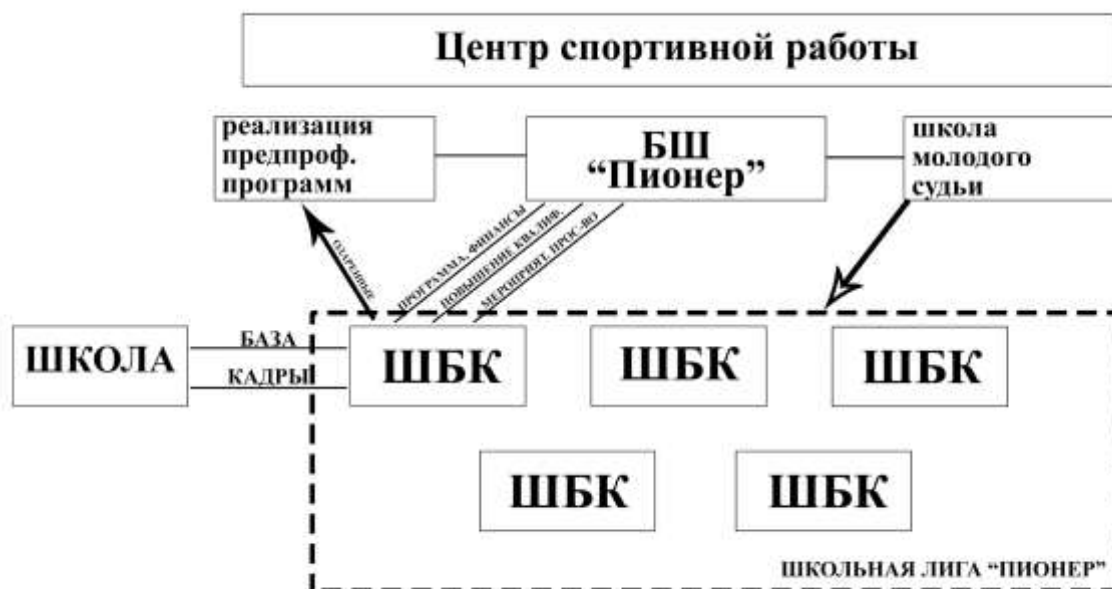 Центр спортивной работы
реализация
предпроф.
программ
БШ
“Пионер”
школа
молодого
судьи
ОДАРЕННЫЕ
ПРОГРАММА, ФИНАНСЫ
ПОВЫШЕНИЕ КВАЛИФ.
МЕРОПРИЯТ. ПРОС-ВО
ШКОЛА
БАЗА
КАДРЫ
ШБК
ШБК
ШБК
ШБК
ШБК
ШКОЛЬНАЯ ЛИГА “ПИОНЕР”